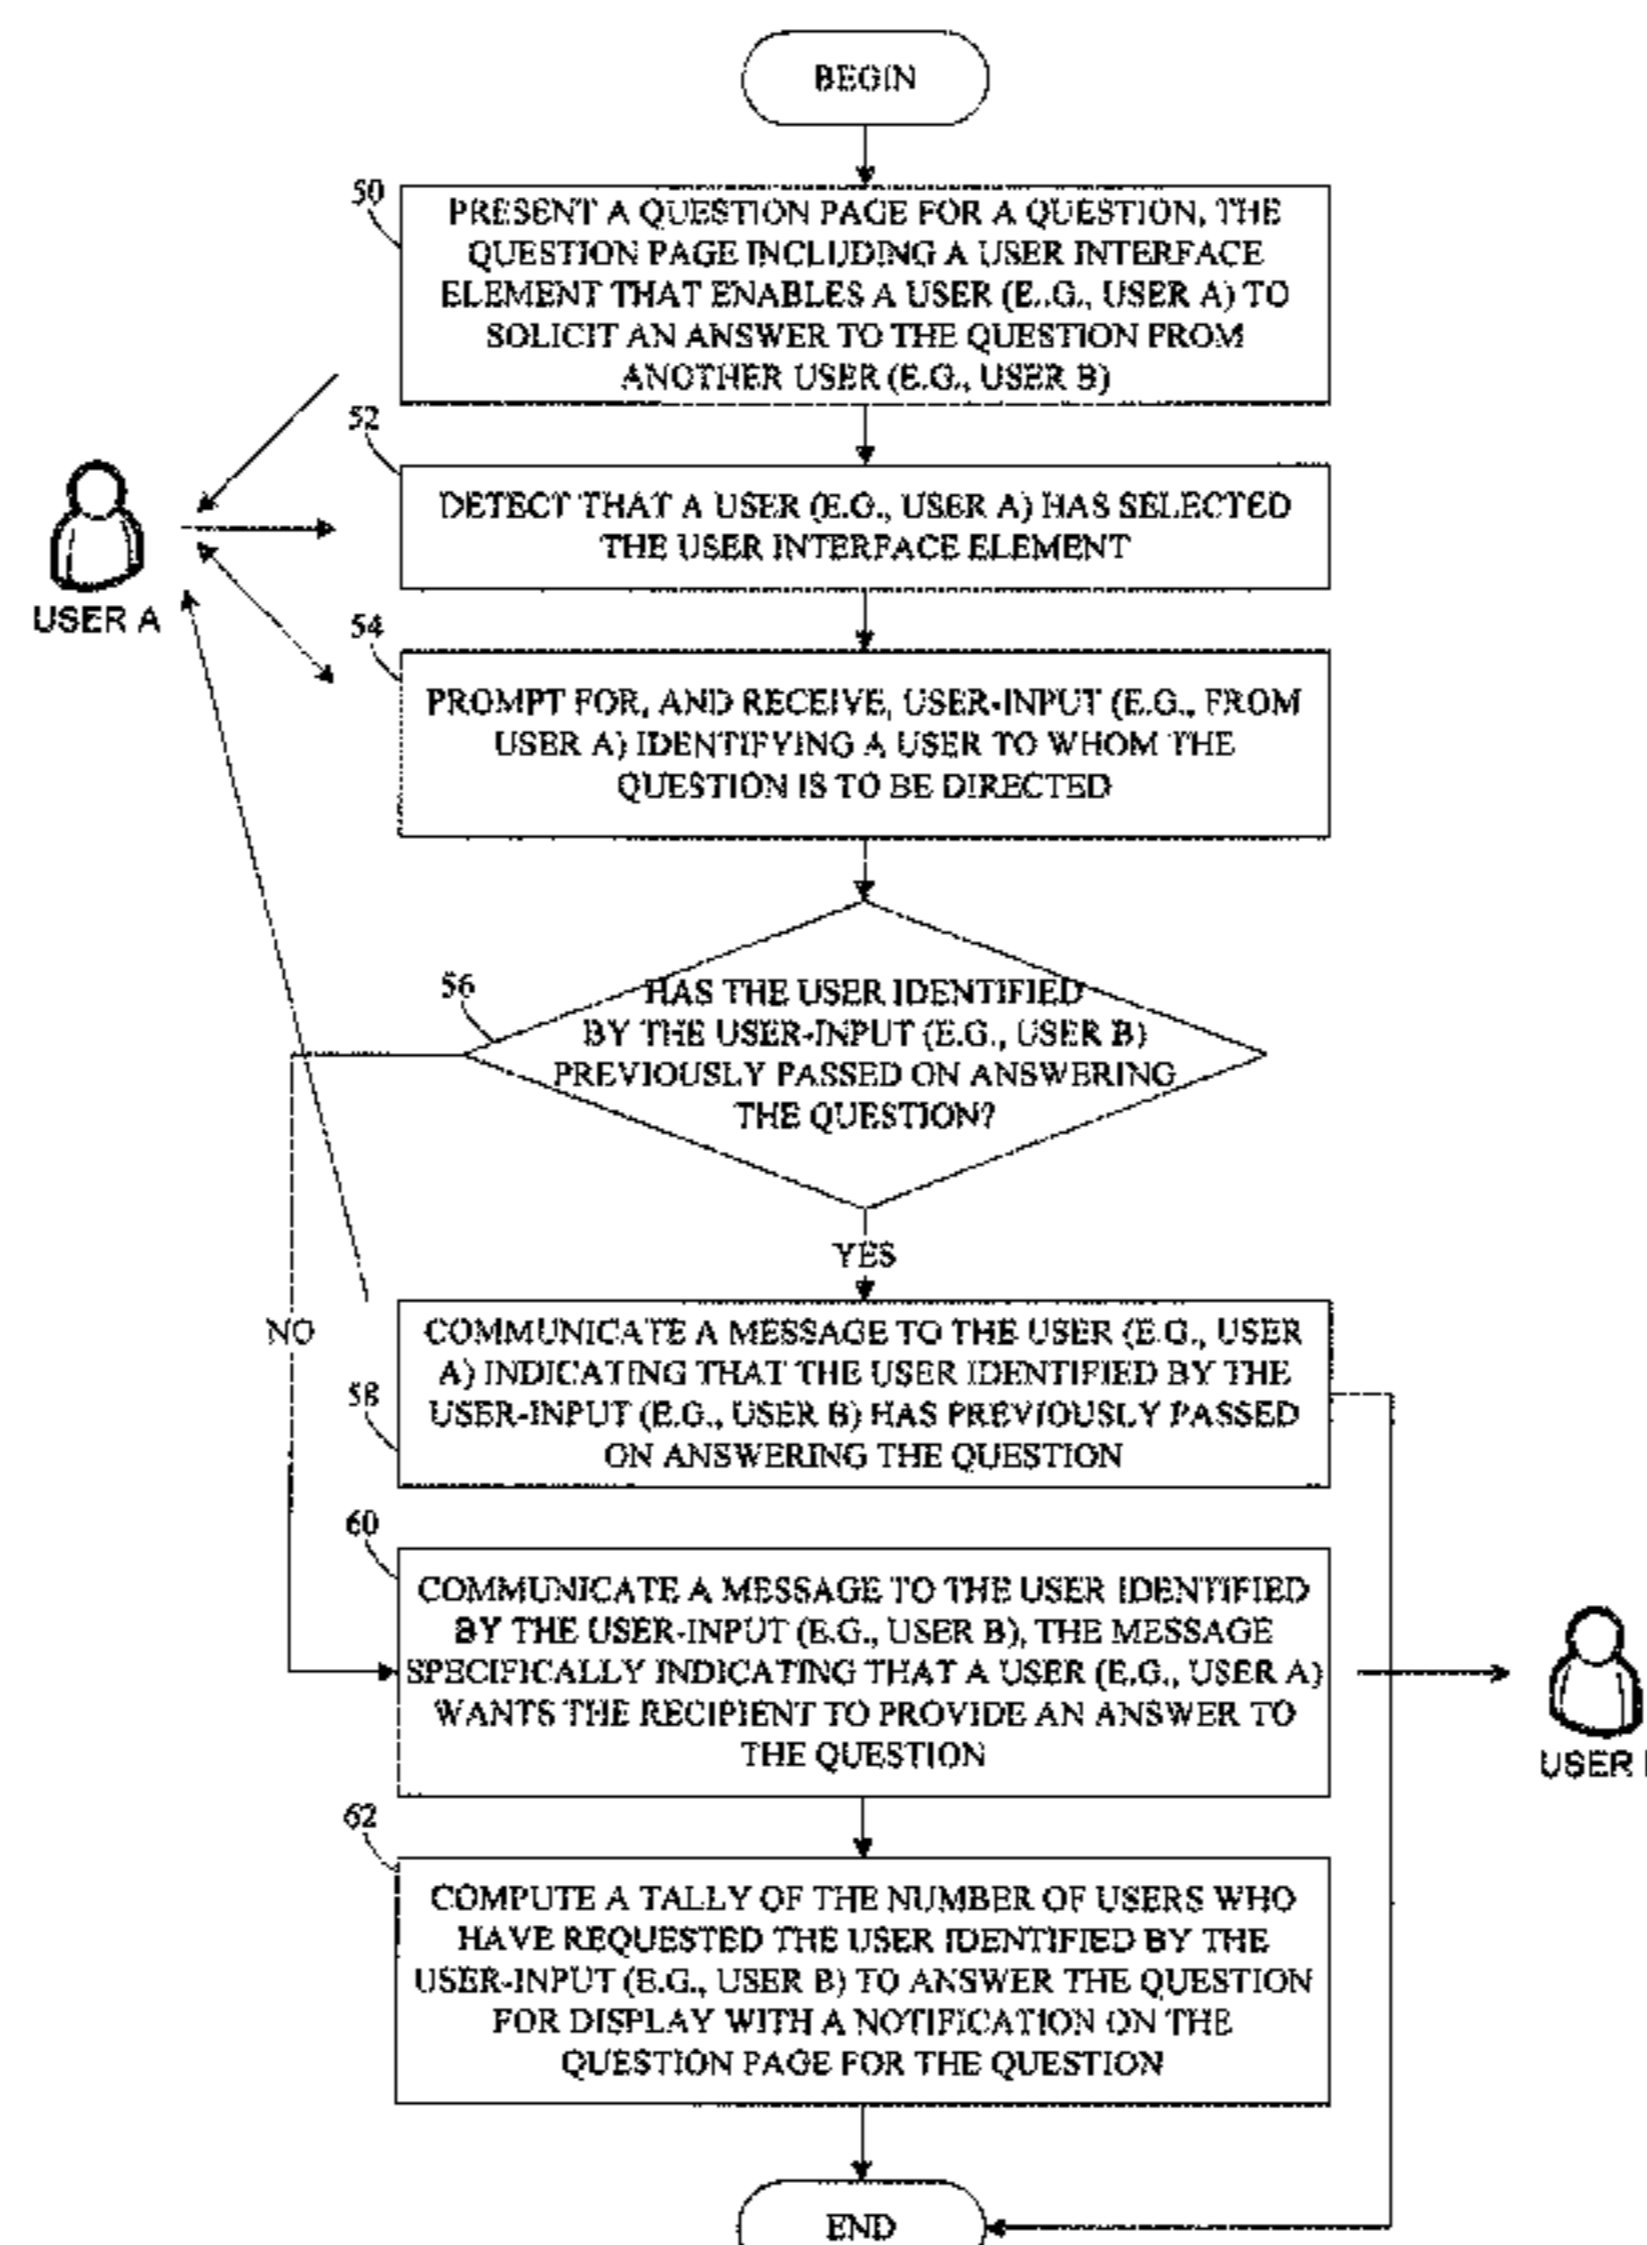 BEGIN
50
PRESENT A QUESTION PAGE FOR A QUESTION, THE
QUESTION PAGE INCLUDING A USER INTERFACE
ELEMENT THAT ENABLES A USER (E.G., USER A) TO
SOLICIT AN ANSWER TO THE QUESTION FROM
ANOTHER USER (E.G., USER B)
52
DETECT THAT A USER (E.G., USER A) HAS SELECTED
THE USER INTERFACE ELEMENT
USER A
54
PROMPT FOR, AND RECEIVE, USER-INPUT (E.G., FROM
USER A) IDENTIFYING A USER TO WHOM THE
QUESTION IS TO BE DIRECTED
56
HAS THE USER IDENTIFIED
BY THE USER-INPUT (E.G., USER B)
PREVIOUSLY PASSED ON ANSWERING
THE QUESTION?
YES
NO
COMMUNICATE A MESSAGE TO THE USER (E.G., USER
A) INDICATING THAT THE USER IDENTIFIED BY THE
58
USER-INPUT (E.G., USER B) HAS PREVIOUSLY PASSED
ON ANSWERING THE QUESTION
60
COMMUNICATE A MESSAGE TO THE USER IDENTIFIED
BY THE USER-INPUT (E.G., USER B), THE MESSAGE
SPECIFICALLY INDICATING THAT A USER (E.G., USER A)
WANTS THE RECIPIENT TO PROVIDE AN ANSWER TO
THE QUESTION
USER
62
COMPUTE A TALLY OF THE NUMBER OF USERS WHO
HAVE REQUESTED THE USER IDENTIFIED BY THE
USER-INPUT (E.G., USER B) TO ANSWER THE QUESTION
FOR DISPLAY WITH A NOTIFICATION ON THE
QUESTION PAGE FOR THE QUESTION
END